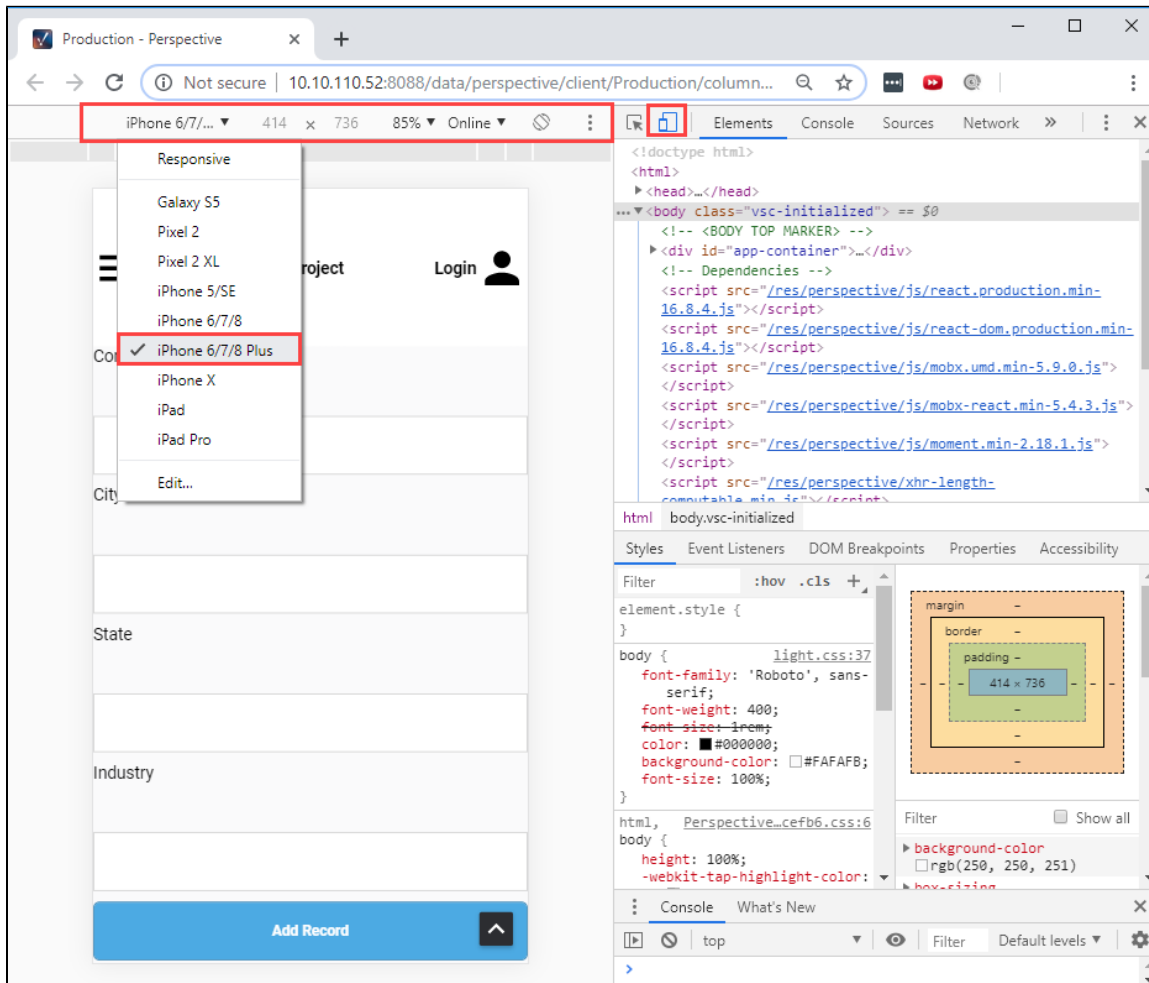 Production - Perspective
Not secure | 10.10.110.52:8088/data/perspective/client/Production/column...
iPhone 6/7/... ▼ 414 x 736 85% ▼ Online ▼
Elements Console Sources Network »
Responsive
Galaxy S5
Pixel 2
Pixel 2 XL
iPhone 5/SE
iPhone 6/7/8
✓ iPhone 6/7/8 Plus
iPhone X
iPad
iPad Pro
Edit...
roject Login
Co
City
State
Industry
Add Record
<!doctype html>
<html>
▶<head>…</head>
…▼<body class="vsc-initialized"> == $0
<!-- <BODY TOP MARKER> -->
▶<div id="app-container">…</div>
<!-- Dependencies -->
<script src="/res/perspective/js/react.production.min-
16.8.4.js"></script>
<script src="/res/perspective/js/react-dom.production.min-
16.8.4.js"></script>
<script src="/res/perspective/js/mobx.umd.min-5.9.0.js">
</script>
<script src="/res/perspective/js/mobx-react.min-5.4.3.js">
</script>
<script src="/res/perspective/js/moment.min-2.18.1.js">
</script>
<script src="/res/perspective/xhr-length-
computable.min.js"></script>
html body.vsc-initialized
Styles Event Listeners DOM Breakpoints Properties Accessibility
Filter :hov .cls +
element.style {
}
body { light.css:37
font-family: 'Roboto', sans-
serif;
font-weight: 400;
font-size: 1rem;
color: #000000;
background-color: #FAFAFB;
font-size: 100%;
}
html, Perspective…cefb6.css:6
body {
height: 100%;
-webkit-tap-highlight-color:
margin –
border –
padding –
– – – 414 × 736 – – –
–
–
–
Filter Show all
▶ background-color
rgb(250, 250, 251)
▶ box-sizing
Console What's New
top ▼ Filter Default levels ▼
>